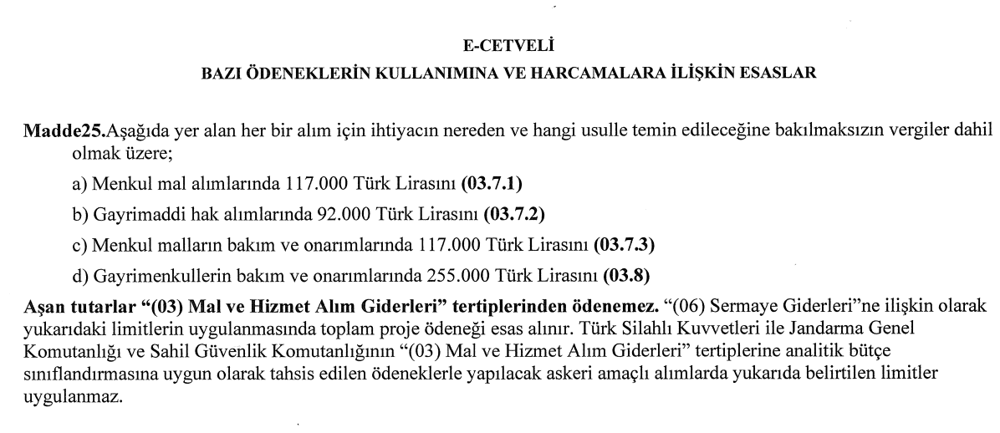 E-CETVELİ
BAZI ÖDENEKLERİN KULLANIMINA VE HARCAMALARA İLİŞKİN ESASLAR
Madde25.Aşağıda yer alan her bir alım için ihtiyacın nereden ve hangi usulle temin edileceğine bakılmaksızın vergiler dahil
olmak üzere;
a) Menkul mal alımlarında 117.000 Türk Lirasını (03.7.1)
b) Gayrimaddi hak alımlarında 92.000 Türk Lirasını (03.7.2)
c) Menkul malların bakım ve onarımlarında 117.000 Türk Lirasını (03.7.3)
d) Gayrimenkullerin bakım ve onarımlarında 255.000 Türk Lirasını (03.8)
Aşan tutarlar “(03) Mal ve Hizmet Alım Giderleri” tertiplerinden ödenemez. “(06) Sermaye Giderleri”ne ilişkin olarak
yukarıdaki limitlerin uygulanmasında toplam proje ödeneği esas alınır. Türk Silahlı Kuvvetleri ile Jandarma Genel
Komutanlığı ve Sahil Güvenlik Komutanlığının “(03) Mal ve Hizmet Alım Giderleri” tertiplerine analitik bütçe
sınıflandırmasına uygun olarak tahsis edilen ödeneklerle yapılacak askeri amaçlı alımlarda yukarıda belirtilen limitler
uygulanmaz.